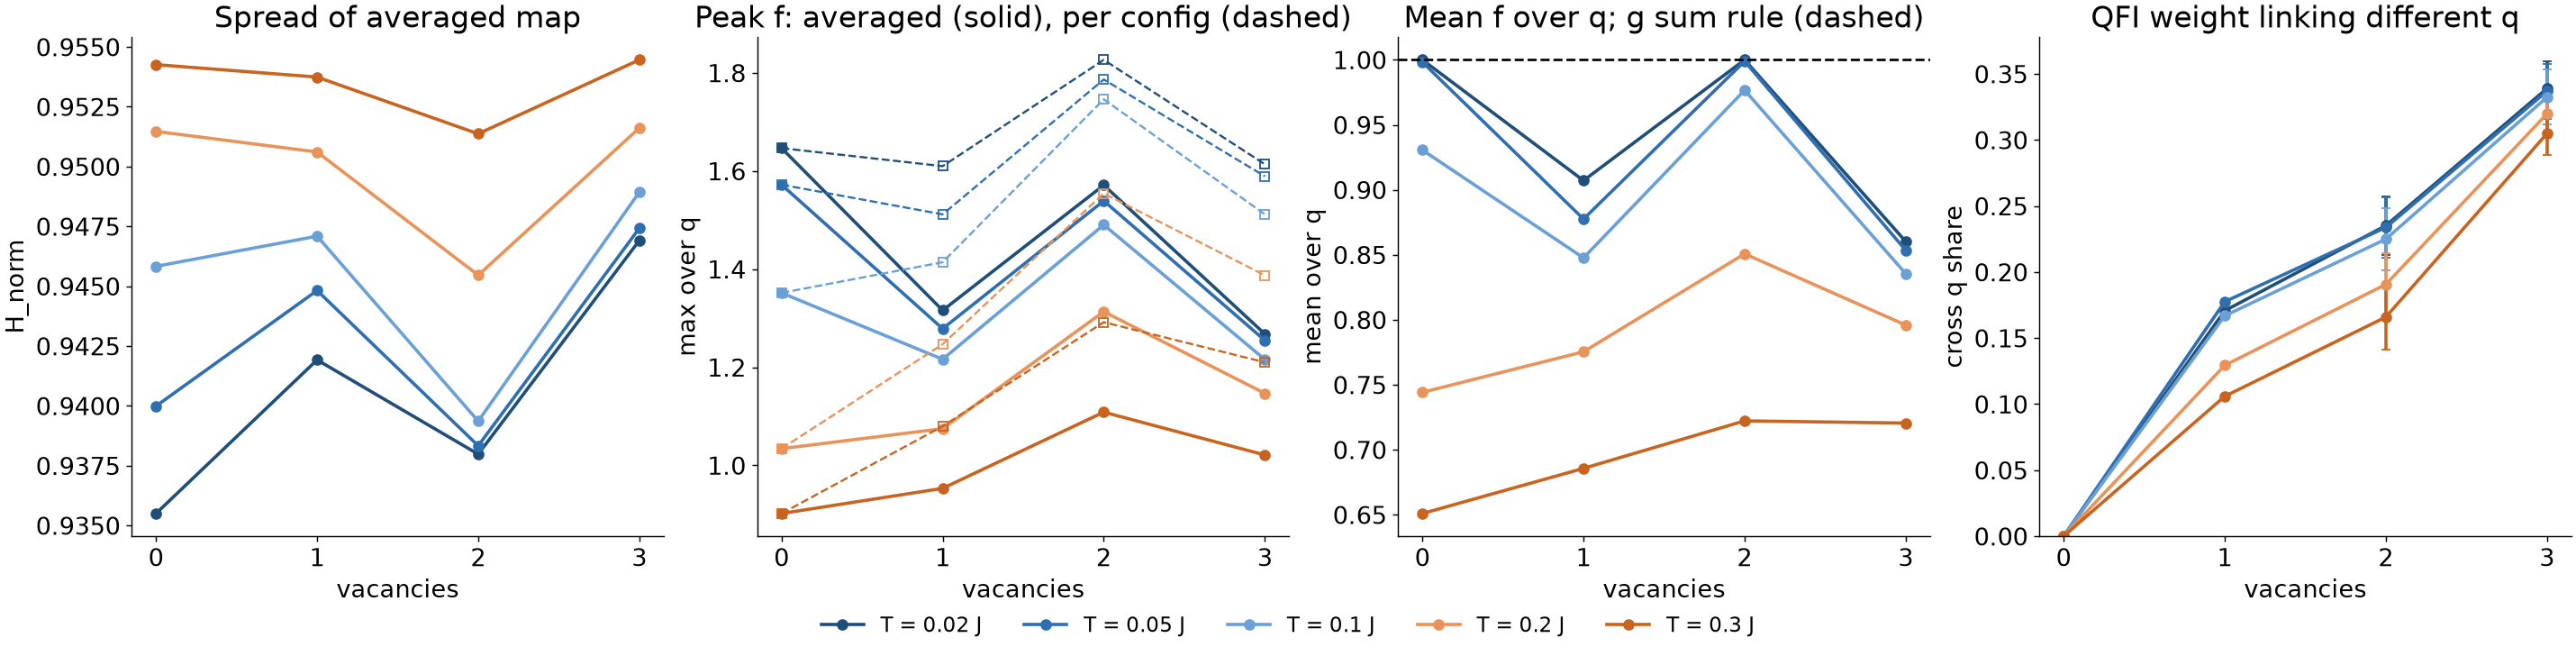 Spread of averaged map
H_norm
0.9550
0.9525
0.9500
0.9475
0.9450
0.9425
0.9400
0.9375
0.9350
0 1 2 3
vacancies
Peak f: averaged (solid), per config (dashed)
max over q
1.8
1.6
1.4
1.2
1.0
0 1 2 3
vacancies
Mean f over q; g sum rule (dashed)
mean over q
1.00
0.95
0.90
0.85
0.80
0.75
0.70
0.65
0 1 2 3
vacancies
QFI weight linking different q
cross q share
0.35
0.30
0.25
0.20
0.15
0.10
0.05
0.00
0 1 2 3
vacancies
T = 0.02 J
T = 0.05 J
T = 0.1 J
T = 0.2 J
T = 0.3 J